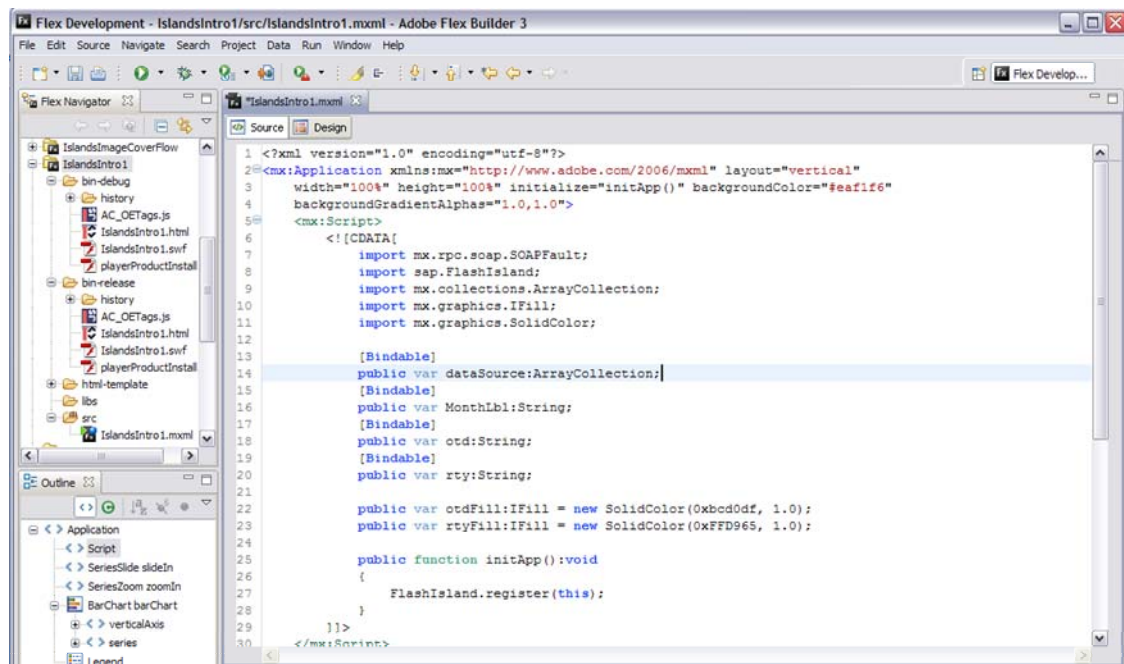 Flex Development - IslandsIntro1/src/IslandsIntro1.mxml - Adobe Flex Builder 3
File Edit Source Navigate Search Project Data Run Window Help
Flex Develop...
Flex Navigator
IslandsImageCoverFlow
IslandsIntro1
bin-debug
history
AC_OETags.js
IslandsIntro1.html
IslandsIntro1.swf
playerProductInstall
bin-release
history
AC_OETags.js
IslandsIntro1.html
IslandsIntro1.swf
playerProductInstall
html-template
libs
src
IslandsIntro1.mxml
Outline
Application
Script
SeriesSlide slideIn
SeriesZoom zoomIn
BarChart barChart
verticalAxis
series
Legend
*IslandsIntro1.mxml
Source Design
1 <?xml version="1.0" encoding="utf-8"?>
2 <mx:Application xmlns:mx="http://www.adobe.com/2006/mxml" layout="vertical"
3 width="100%" height="100%" initialize="initApp()" backgroundColor="#eaf1f6"
4 backgroundGradientAlphas="1.0,1.0">
5 <mx:Script>
6 <![CDATA[
7 import mx.rpc.soap.SOAPFault;
8 import sap.FlashIsland;
9 import mx.collections.ArrayCollection;
10 import mx.graphics.IFill;
11 import mx.graphics.SolidColor;
12
13 [Bindable]
14 public var dataSource:ArrayCollection;
15 [Bindable]
16 public var MonthLbl:String;
17 [Bindable]
18 public var otd:String;
19 [Bindable]
20 public var rty:String;
21
22 public var otdFill:IFill = new SolidColor(0xbcd0df, 1.0);
23 public var rtyFill:IFill = new SolidColor(0xFFD965, 1.0);
24
25 public function initApp():void
26 {
27 FlashIsland.register(this);
28 }
29 ]]>
30 </mx:Script>